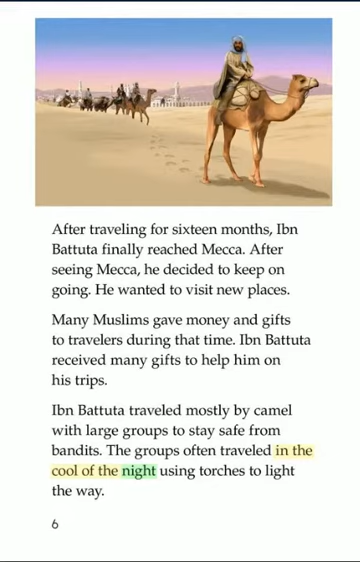 After traveling for sixteen months, Ibn
Battuta finally reached Mecca. After
seeing Mecca, he decided to keep on
going. He wanted to visit new places.
Many Muslims gave money and gifts
to travelers during that time. Ibn Battuta
received many gifts to help him on
his trips.
Ibn Battuta traveled mostly by camel
with large groups to stay safe from
bandits. The groups often traveled in the
cool of the night using torches to light
the way.
6